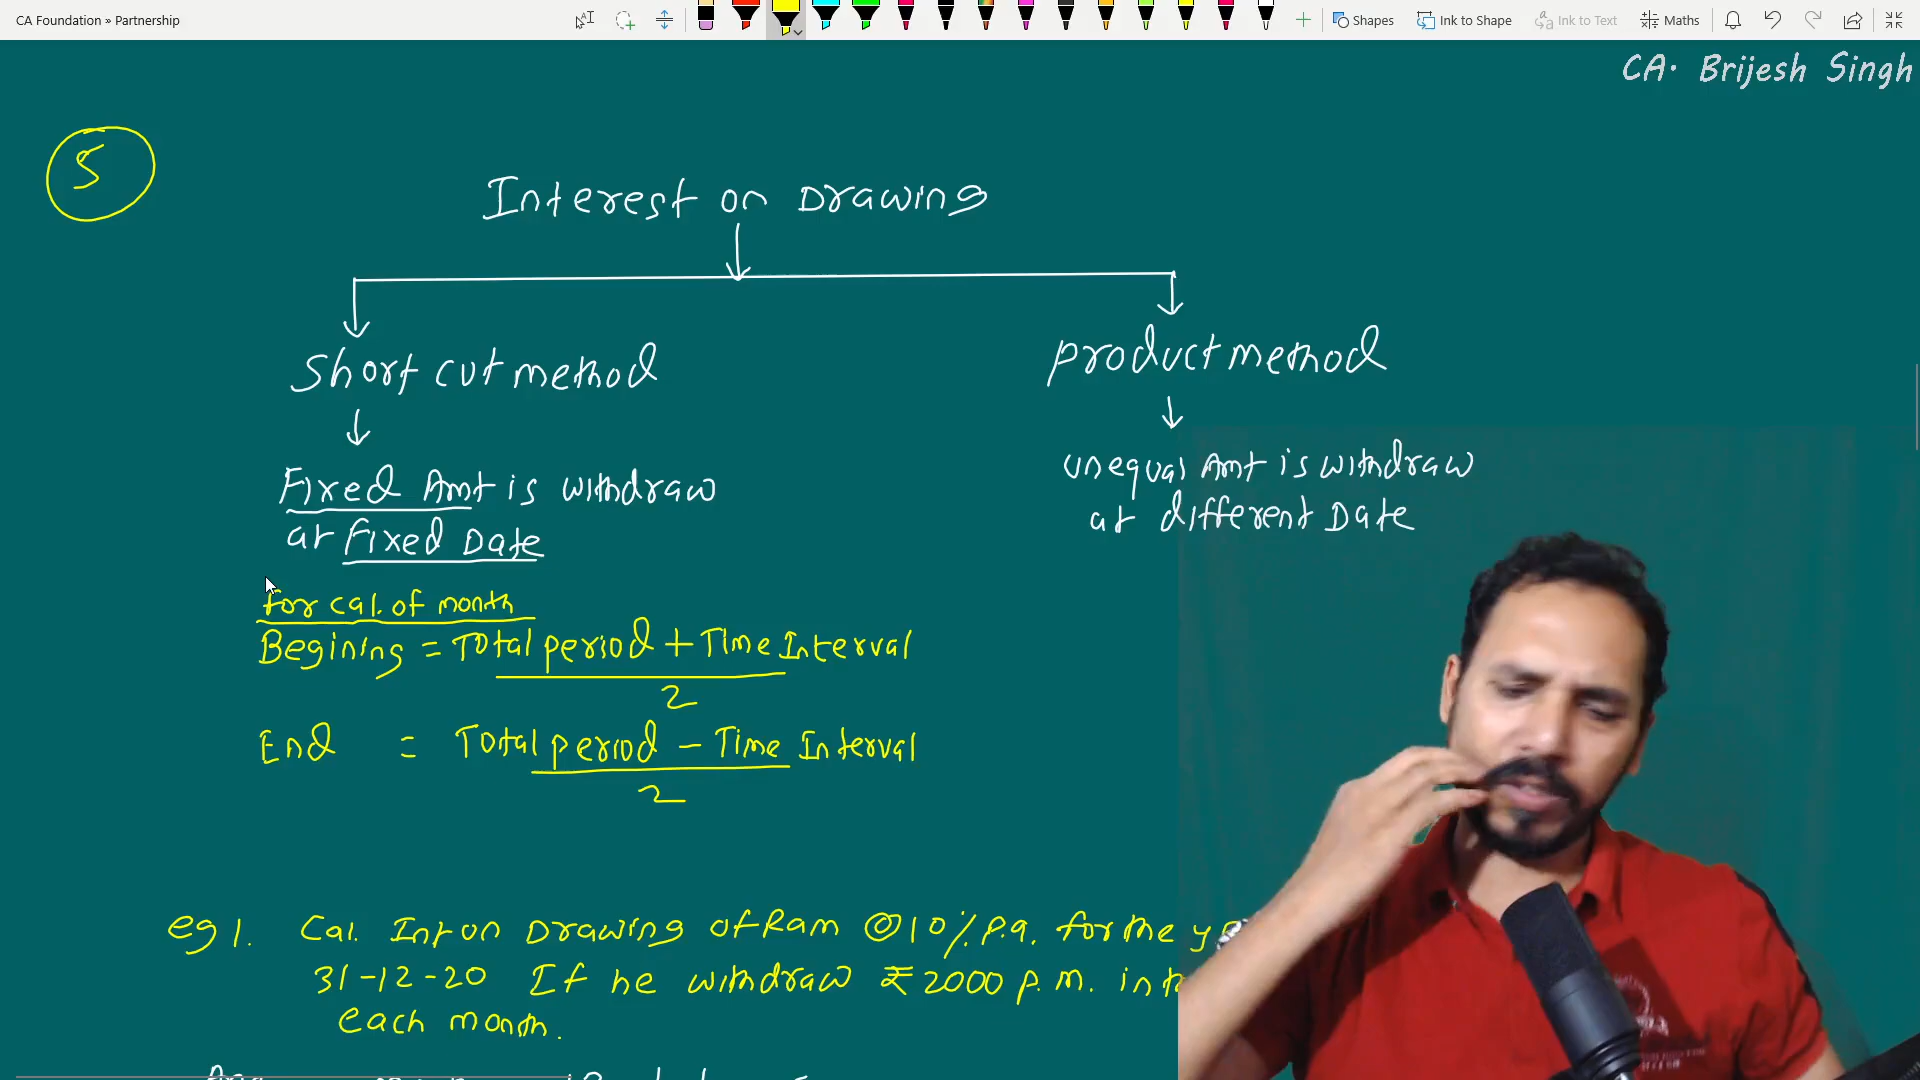 CA Foundation » Partnership
Shapes
Ink to Shape
Ink to Text
Maths
CA. Brijesh Singh
5
Interest on Drawing
Short cut method
product method
Fixed Amt is withdraw
at Fixed Date
unequal Amt is withdraw
at different Date
for cal. of month
Begining = Total period + Time Interval
2
End = Total period - Time Interval
2
eg 1. Cal. Int on Drawing of Ram @ 10% p.a. for the
31-12-20 If he withdraw ₹ 2000 p.m. in
each month.